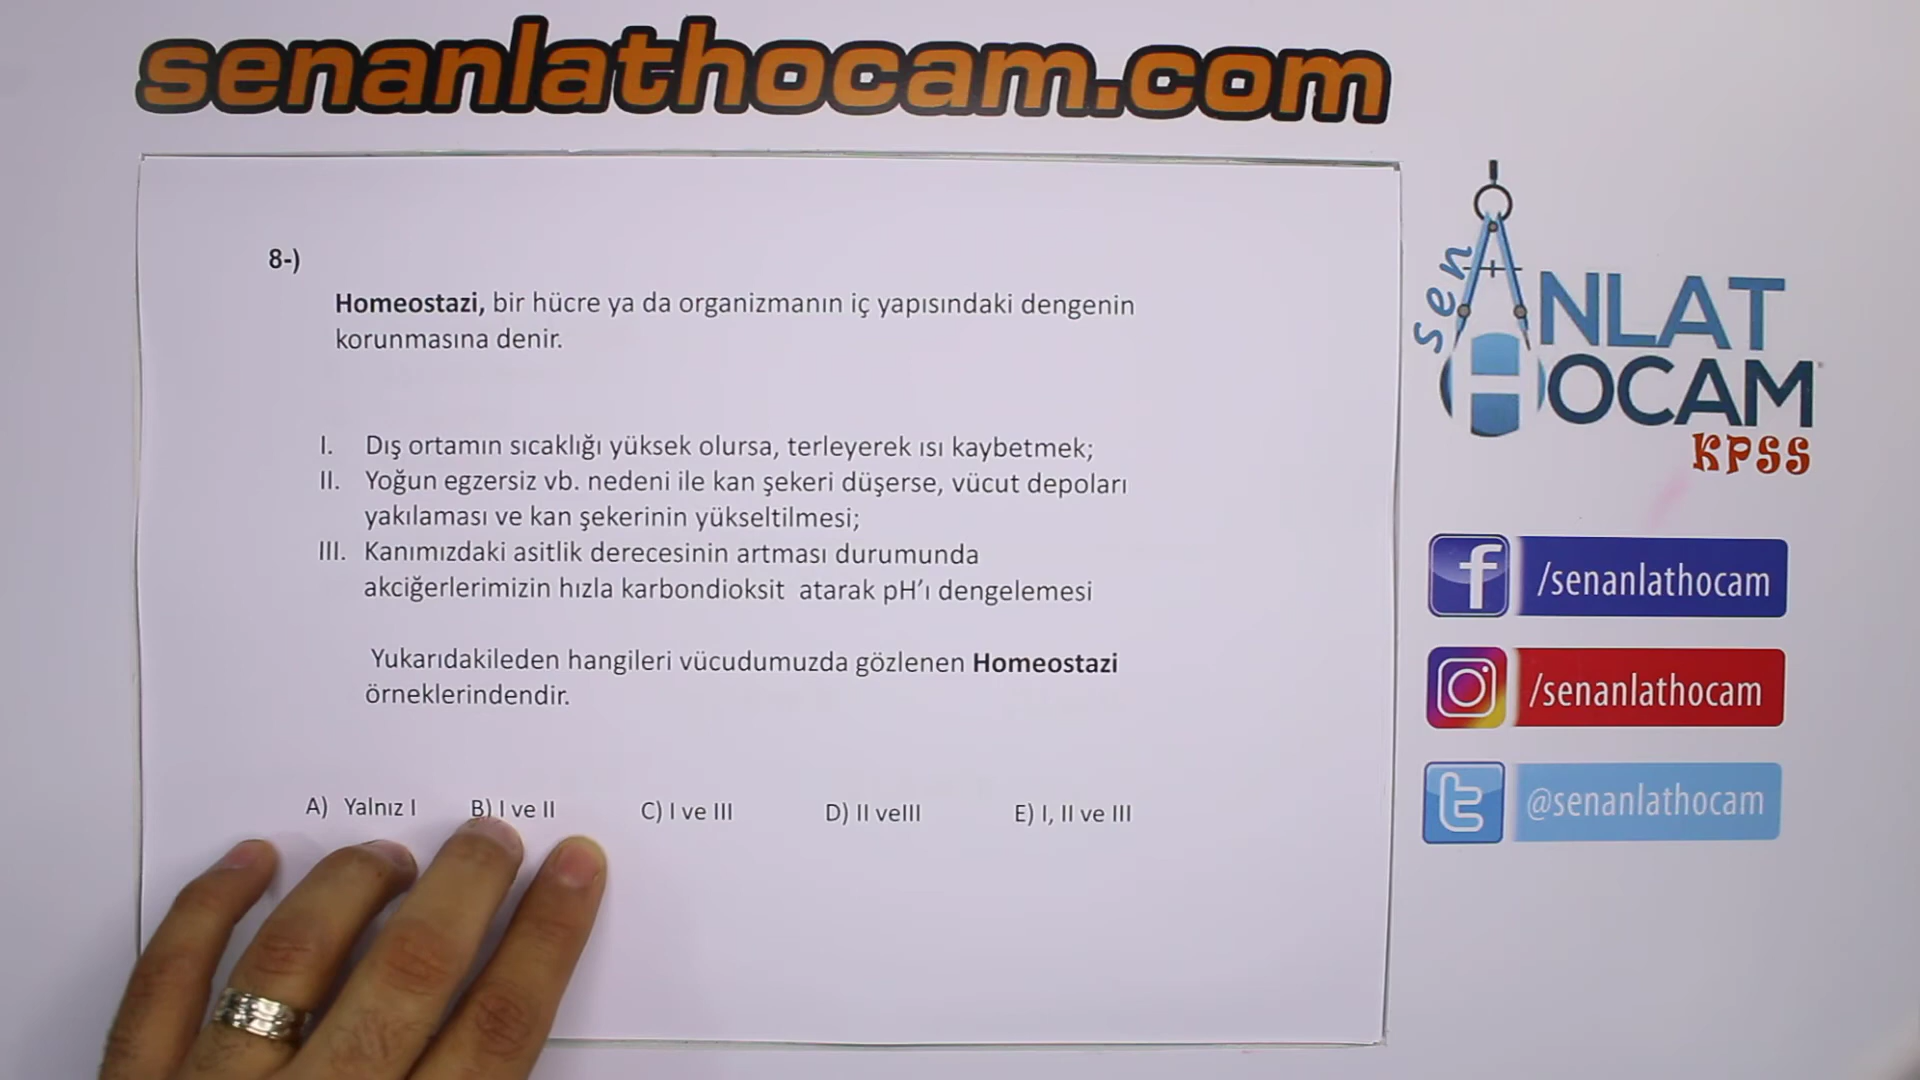 senanlathocam.com
8-)
Homeostazi, bir hücre ya da organizmanın iç yapısındaki dengenin
korunmasına denir.
I. Dış ortamın sıcaklığı yüksek olursa, terleyerek ısı kaybetmek;
II. Yoğun egzersiz vb. nedeni ile kan şekeri düşerse, vücut depoları
yakılaması ve kan şekerinin yükseltilmesi;
III. Kanımızdaki asitlik derecesinin artması durumunda
akciğerlerimizin hızla karbondioksit atarak pH'ı dengelemesi
Yukarıdakileden hangileri vücudumuzda gözlenen Homeostazi
örneklerindendir.
A) Yalnız I B) I ve II C) I ve III D) II veIII E) I, II ve III
sen
ANLAT
HOCAM
KPSS
f /senanlathocam
/senanlathocam
t @senanlathocam